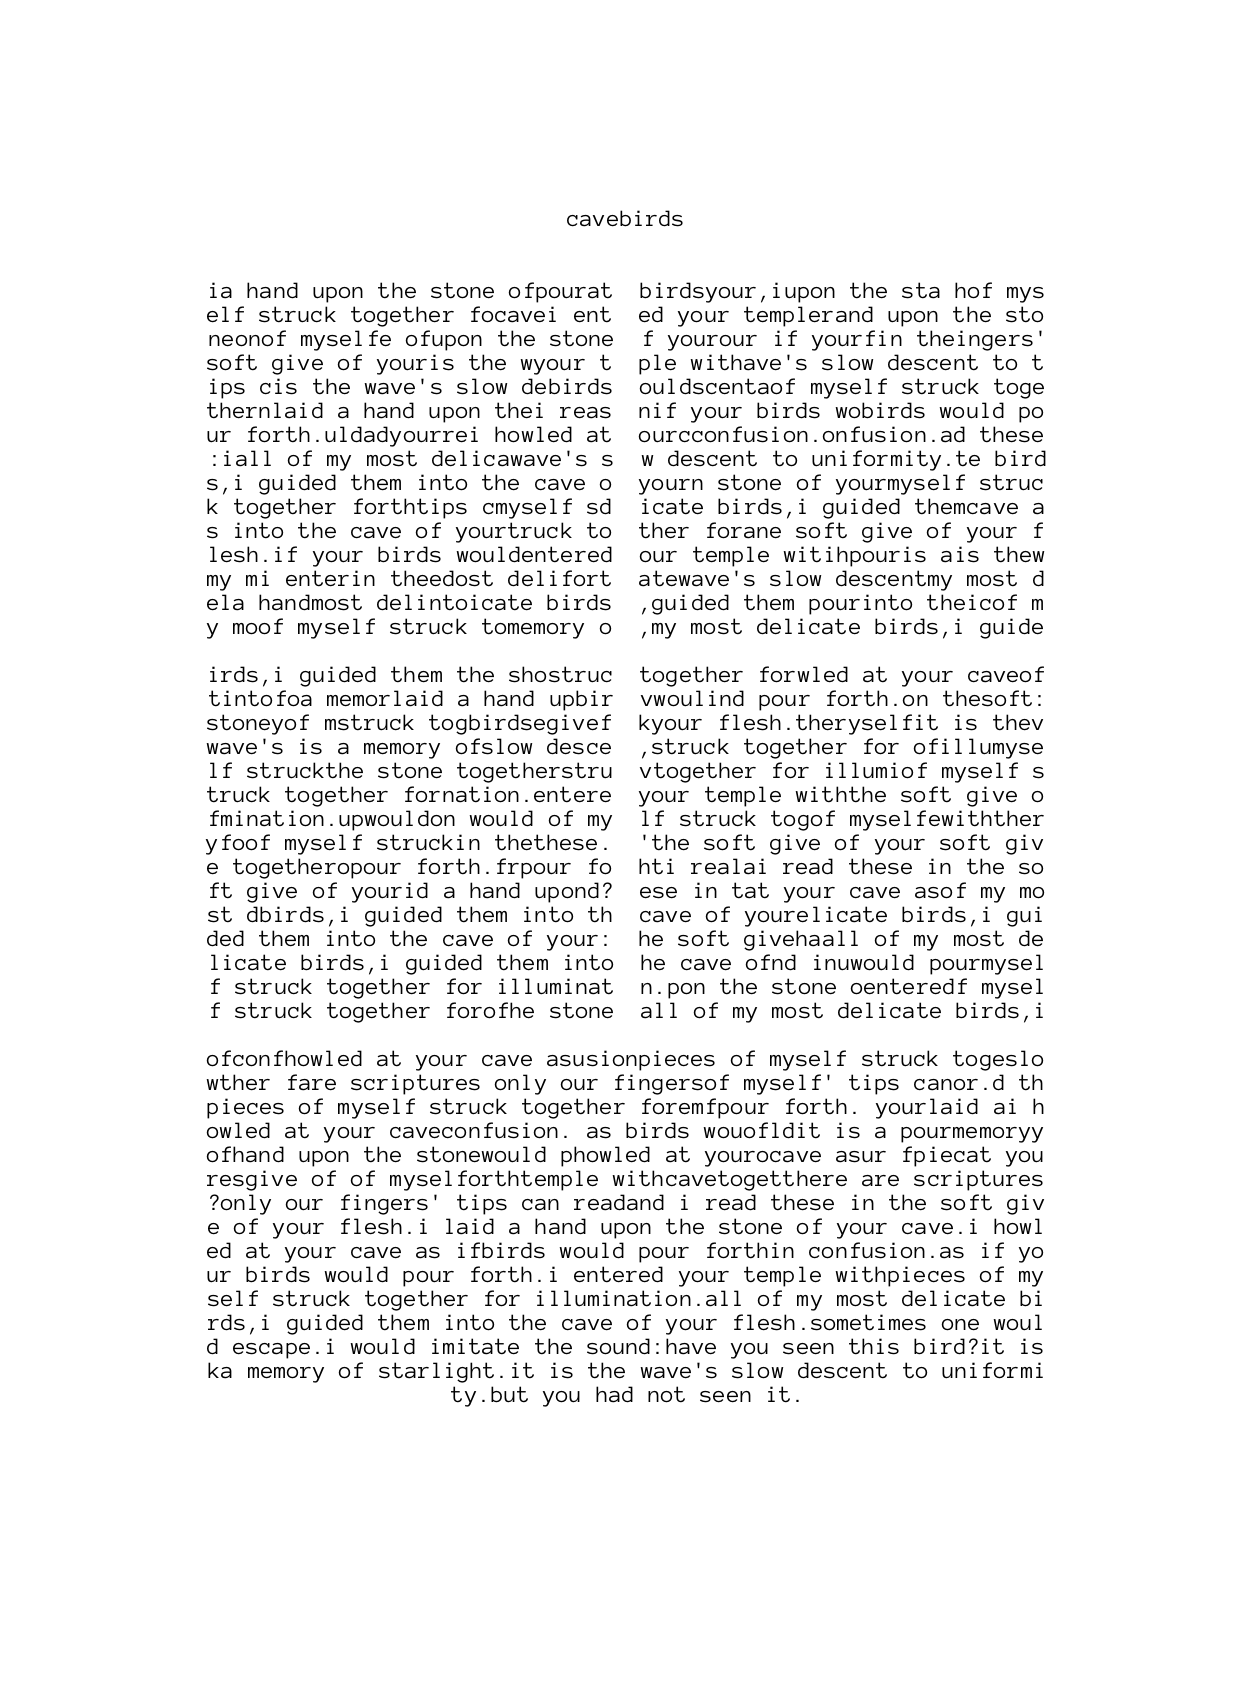 cavebirds
ia hand upon the stone ofpourat birdsyour,iupon the sta hof mys
elf struck together focavei ent ed your templerand upon the sto
neonof myselfe ofupon the stone f yourour if yourfin theingers'
soft give of youris the wyour t ple withave's slow descent to t
ips cis the wave's slow debirds ouldscentaof myself struck toge
thernlaid a hand upon thei reas nif your birds wobirds would po
ur forth.uldadyourrei howled at ourcconfusion.onfusion.ad these
:iall of my most delicawave's s w descent to uniformity.te bird
s,i guided them into the cave o yourn stone of yourmyself struc
k together forthtips cmyself sd icate birds,i guided themcave a
s into the cave of yourtruck to ther forane soft give of your f
lesh.if your birds wouldentered our temple witihpouris ais thew
my mi enterin theedost delifort atewave's slow descentmy most d
ela handmost delintoicate birds ,guided them pourinto theicof m
y moof myself struck tomemory o ,my most delicate birds,i guide
irds,i guided them the shostruc together forwled at your caveof
tintofoa memorlaid a hand upbir vwoulind pour forth.on thesoft:
stoneyof mstruck togbirdsegivef kyour flesh.theryselfit is thev
wave's is a memory ofslow desce ,struck together for ofillumyse
lf struckthe stone togetherstru vtogether for illumiof myself s
truck together fornation.entere your temple withthe soft give o
fmination.upwouldon would of my lf struck togof myselfewithther
yfoof myself struckin thethese. 'the soft give of your soft giv
e togetheropour forth.frpour fo hti realai read these in the so
ft give of yourid a hand upond? ese in tat your cave asof my mo
st dbirds,i guided them into th cave of yourelicate birds,i gui
ded them into the cave of your: he soft givehaall of my most de
licate birds,i guided them into he cave ofnd inuwould pourmysel
f struck together for illuminat n.pon the stone oenteredf mysel
f struck together forofhe stone all of my most delicate birds,i
ofconfhowled at your cave asusionpieces of myself struck togeslo
wther fare scriptures only our fingersof myself' tips canor.d th
pieces of myself struck together foremfpour forth. yourlaid ai h
owled at your caveconfusion. as birds wouofldit is a pourmemoryy
ofhand upon the stonewould phowled at yourocave asur fpiecat you
resgive of of myselforthtemple withcavetogetthere are scriptures
?only our fingers' tips can readand i read these in the soft giv
e of your flesh.i laid a hand upon the stone of your cave.i howl
ed at your cave as ifbirds would pour forthin confusion.as if yo
ur birds would pour forth.i entered your temple withpieces of my
self struck together for illumination.all of my most delicate bi
rds,i guided them into the cave of your flesh.sometimes one woul
d escape.i would imitate the sound:have you seen this bird?it is
ka memory of starlight.it is the wave's slow descent to uniformi
ty.but you had not seen it.